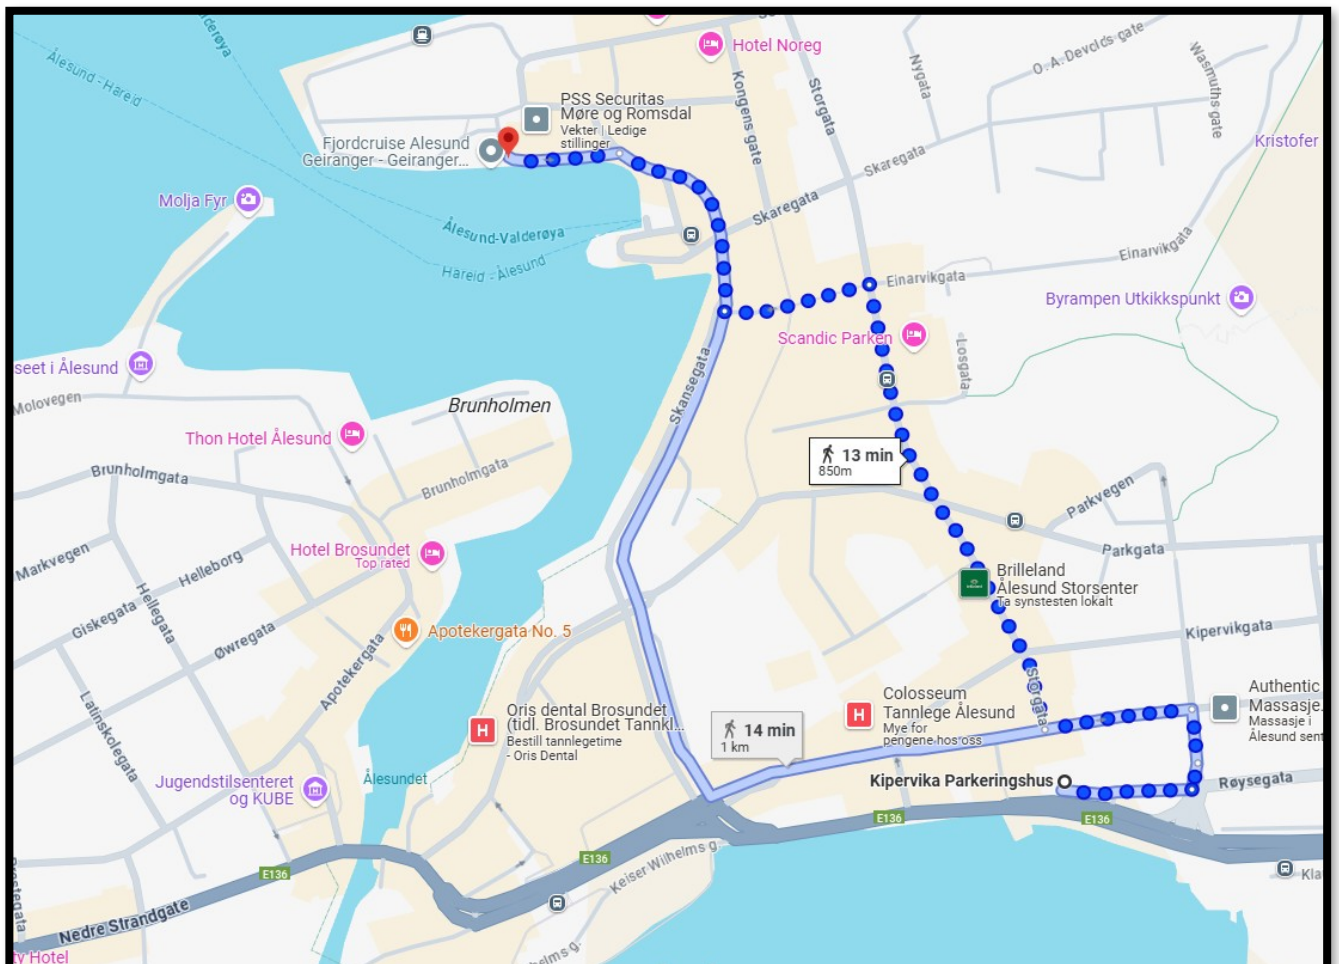 Hotel Noreg
O. A. Devolds gate
Wasmuths gate
Nygata
Storgata
Kongens gate
Ålesund - Hareid
PSS Securitas
Møre og Romsdal
Vekter | Ledige
stillinger
Fjordcruise Alesund
Geiranger - Geiranger...
Kristofer
Skaregata
Skaregata
Molja Fyr
Ålesund-Valderøya
Hareid - Ålesund
Einarvikgata
Einarvikgata
Byrampen Utkikkspunkt
Scandic Parken
Losgata
seet i Ålesund
Molovegen
Skansegata
Brunholmen
Thon Hotel Ålesund
13 min
850m
Brunholmgata
Brunholmgata
Parkvegen
Parkgata
Markvegen
Helleborg
Hotel Brosundet
Top rated
Brilleland
Ålesund Storsenter
Ta synstesten lokalt
Hellegata
Giskegata
Øwregata
Apotekergata No. 5
Apotekergata
Kipervikgata
Storgata
Latinskolegata
Oris dental Brosundet
(tidl. Brosundet Tannkl...
Bestill tannlegetime
- Oris Dental
14 min
1 km
Colosseum
Tannlege Ålesund
Mye for
pengene hos oss
Authentic
Massasje.
Massasje i
Ålesund sent
Jugendstilsenteret
og KUBE
Ålesundet
Kipervika Parkeringshus
Røysegata
E136
E136
E136
E136
Keiser Wilhelms g
Nedre Strandgate
Kla
ty Hotel
helms g.